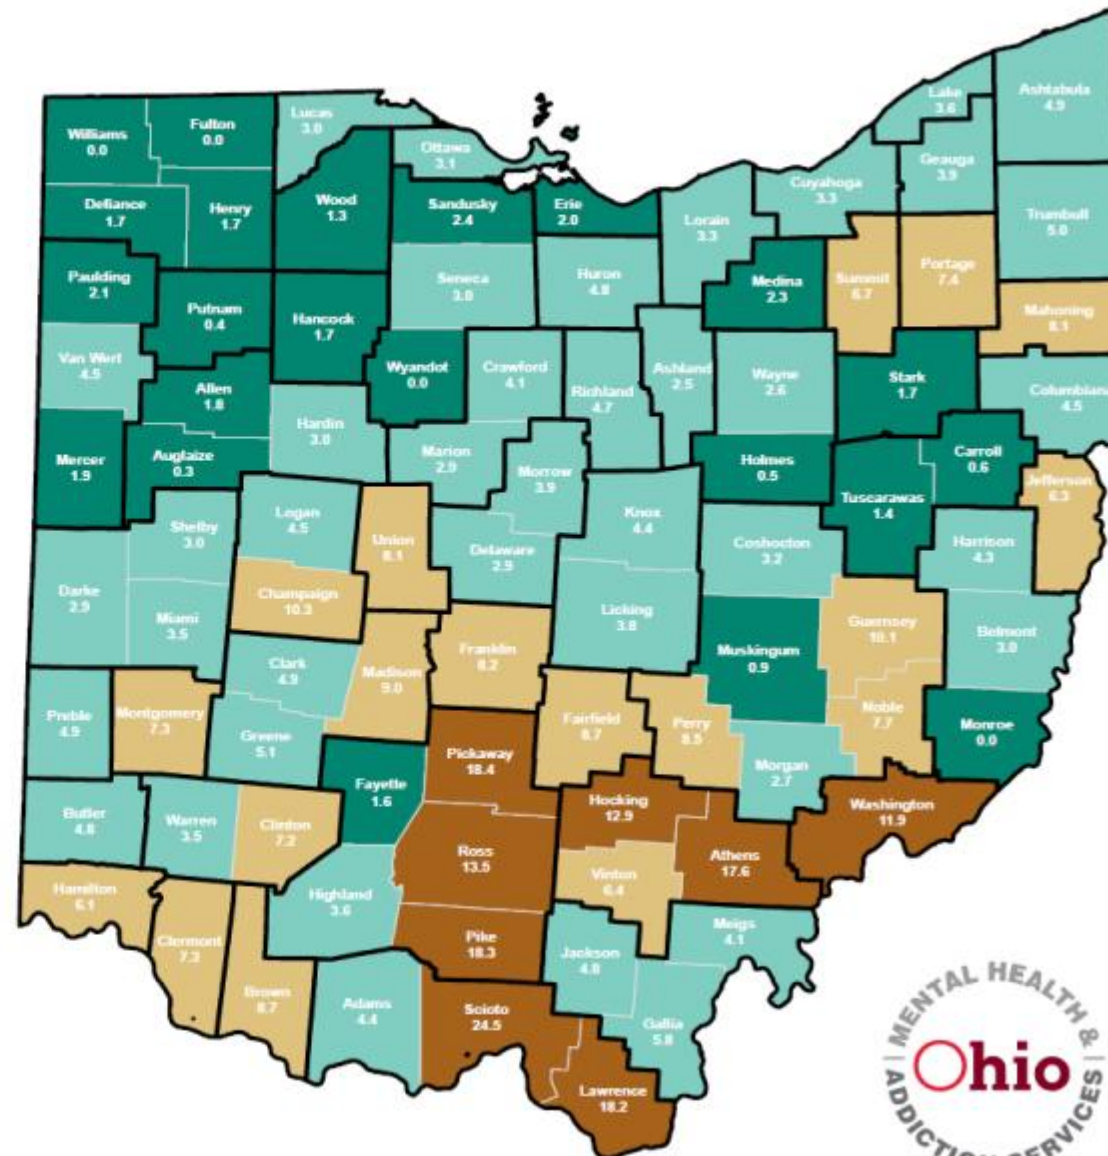 Lake
3.6
Ashtabula
4.9
Lucas
3.0
Fulton
0.0
Williams
0.0
Ottawa
3.1
Geauga
3.9
Cuyahoga
3.3
Wood
1.3
Sandusky
2.4
Erie
2.0
Defiance
1.7
Henry
1.7
Lorain
3.3
Trumbull
5.0
Paulding
2.1
Putnam
0.4
Hancock
1.7
Seneca
3.0
Huron
4.8
Medina
2.3
Summit
6.7
Portage
7.4
Mahoning
8.1
Van Wert
4.5
Allen
1.8
Wyandot
0.0
Crawford
4.1
Richland
4.7
Ashland
2.5
Wayne
2.6
Stark
1.7
Columbiana
4.5
Hardin
3.0
Mercer
1.9
Auglaize
0.3
Marion
2.9
Morrow
3.9
Holmes
0.5
Carroll
0.6
Tuscarawas
1.4
Jefferson
6.3
Shelby
3.0
Logan
4.5
Union
8.1
Knox
4.4
Delaware
2.9
Coshocton
3.2
Harrison
4.3
Darke
2.9
Miami
3.5
Champaign
10.3
Licking
3.8
Guernsey
10.1
Belmont
3.0
Clark
4.9
Madison
9.0
Franklin
8.2
Muskingum
0.9
Preble
4.9
Montgomery
7.3
Greene
5.1
Fairfield
8.7
Perry
8.5
Noble
7.7
Monroe
0.0
Pickaway
18.4
Morgan
2.7
Fayette
1.6
Butler
4.8
Warren
3.5
Clinton
7.2
Hocking
12.9
Washington
11.9
Ross
13.5
Athens
17.6
Vinton
6.4
Hamilton
6.1
Highland
3.6
Clermont
7.3
Pike
18.3
Jackson
4.8
Meigs
4.1
Brown
8.7
Adams
4.4
Scioto
24.5
Gallia
5.8
Lawrence
18.2
MENTAL HEALTH &
Ohio
ADDICTION SERVICES